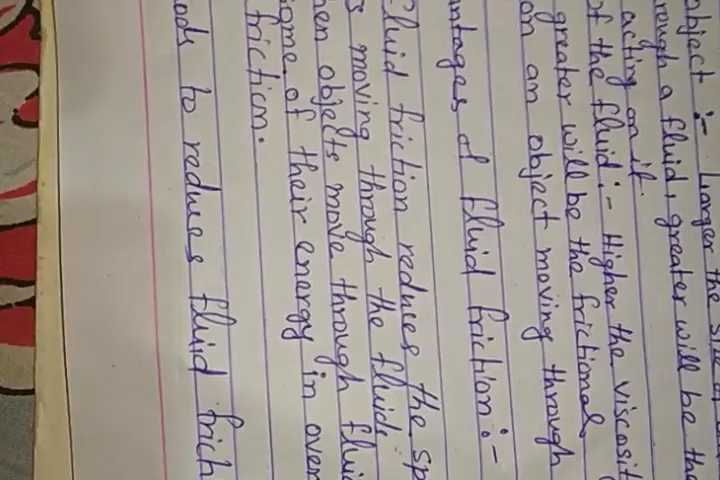 object :- Larger the
rough a fluid, greater will be the
acting on it.
of the fluid :- Higher the viscosit
greater will be the frictional
on an object moving through
ntages of fluid friction :-
fluid friction reduces the sp
s moving through the fluids
hen objects move through flui
some of their energy in over
friction.
ods to reduces fluid frict